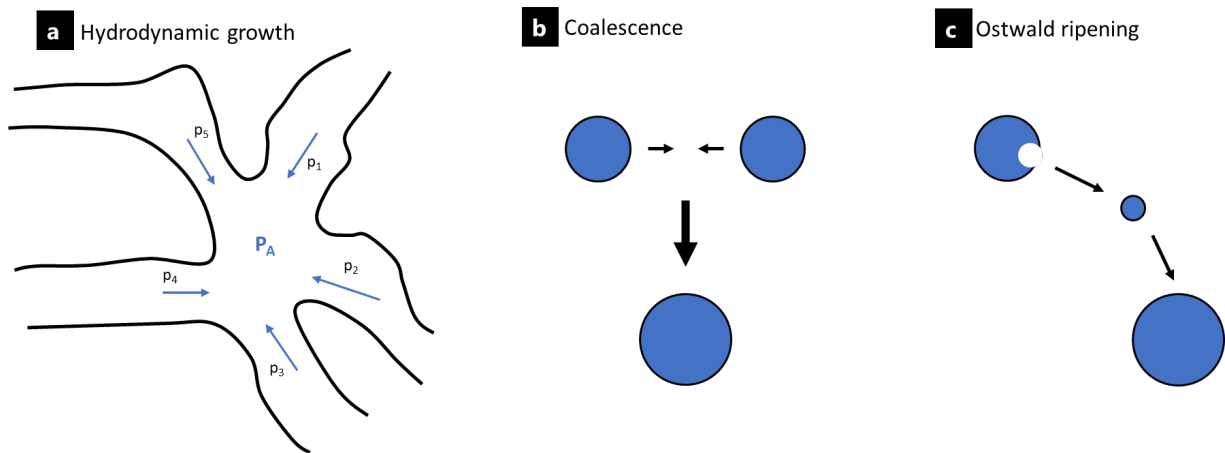 a Hydrodynamic growth
b Coalescence
c Ostwald ripening
p5
p1
PA
p4
p2
p3